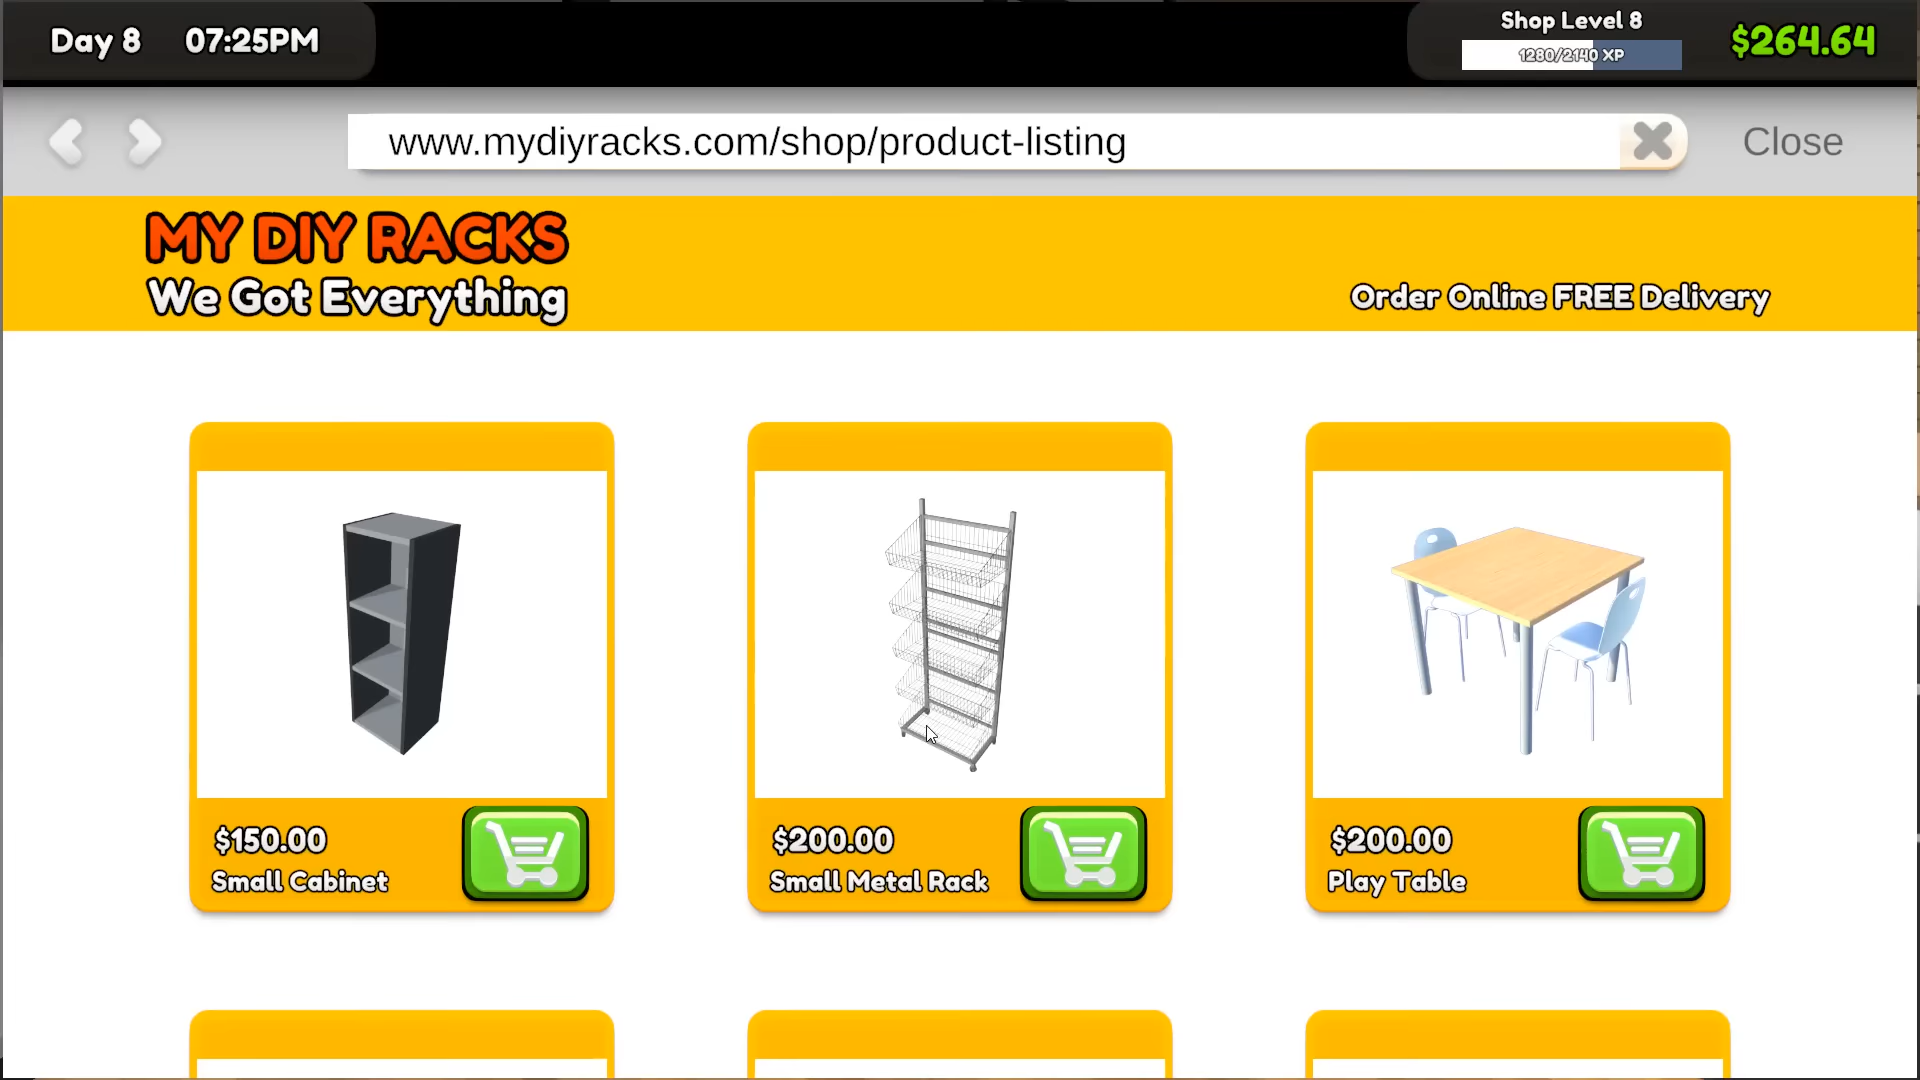 Day 8 07:25PM
Shop Level 8
1280/2140 XP
$264.64
www.mydiyracks.com/shop/product-listing
Close
MY DIY RACKS
We Got Everything
Order Online FREE Delivery
$150.00
Small Cabinet
$200.00
Small Metal Rack
$200.00
Play Table